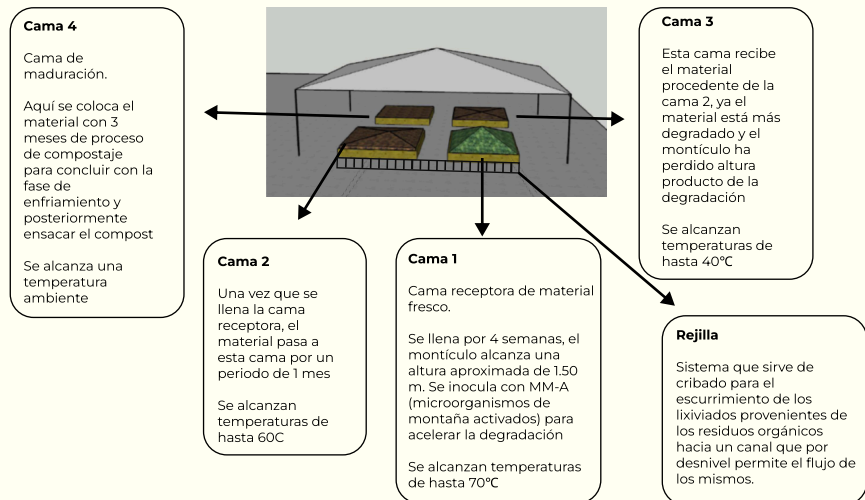 Cama 4
Cama de
maduración.
Aquí se coloca el
material con 3
meses de proceso
de compostaje
para concluir con la
fase de
enfriamiento y
posteriormente
ensacar el compost
Se alcanza una
temperatura
ambiente
Cama 3
Esta cama recibe
el material
procedente de la
cama 2, ya el
material está más
degradado y el
montículo ha
perdido altura
producto de la
degradación
Se alcanzan
temperaturas de
hasta 40℃
Cama 2
Una vez que se
llena la cama
receptora, el
material pasa a
esta cama por un
periodo de 1 mes
Se alcanzan
temperaturas de
hasta 60C
Cama 1
Cama receptora de material
fresco.
Se llena por 4 semanas, el
montículo alcanza una
altura aproximada de 1.50
m. Se inocula con MM-A
(microorganismos de
montaña activados) para
acelerar la degradación
Se alcanzan temperaturas
de hasta 70℃
Rejilla
Sistema que sirve de
cribado para el
escurrimiento de los
lixiviados provenientes de
los residuos orgánicos
hacia un canal que por
desnivel permite el flujo de
los mismos.